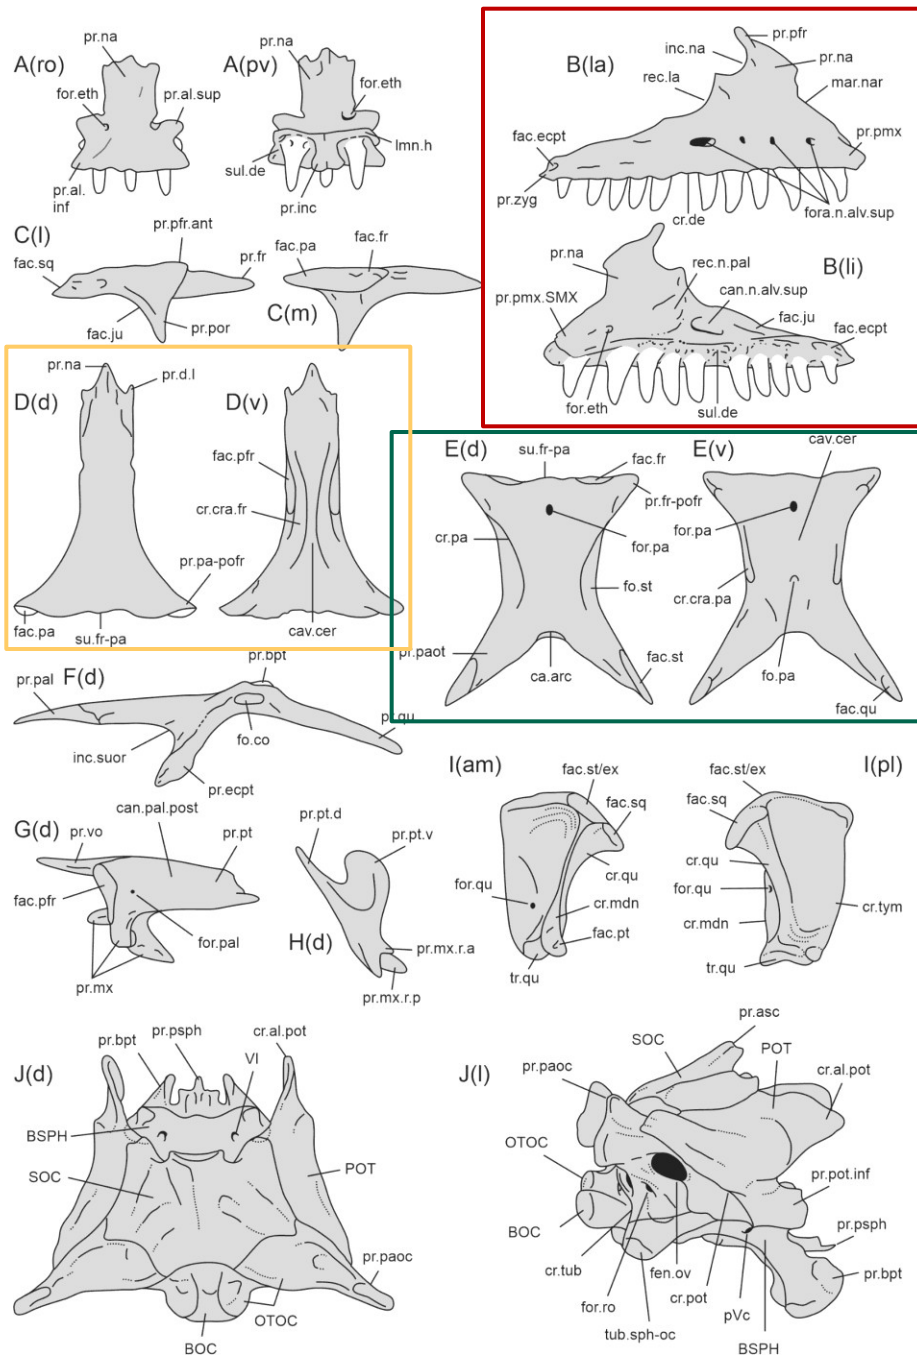 A(ro)
pr.na
for.eth
pr.al.sup
pr.al.
inf
A(pv)
pr.na
for.eth
lmn.h
sul.de
pr.inc
B(la)
pr.pfr
inc.na
pr.na
rec.la
mar.nar
pr.pmx
fac.ecpt
pr.zyg
cr.de
fora.n.alv.sup
B(li)
pr.na
rec.n.pal
can.n.alv.sup
pr.pmx.SMX
fac.ju
fac.ecpt
for.eth
sul.de
C(l)
pr.pfr.ant
fac.sq
pr.fr
fac.ju
pr.por
C(m)
fac.pa
fac.fr
D(d)
pr.na
pr.d.l
pr.pa-pofr
fac.pa
su.fr-pa
D(v)
fac.pfr
cr.cra.fr
cav.cer
E(d)
su.fr-pa
fac.fr
pr.fr-pofr
for.pa
cr.pa
fo.st
pr.paot
ca.arc
fac.st
E(v)
cav.cer
for.pa
cr.cra.pa
fo.pa
fac.qu
F(d)
pr.pal
pr.bpt
pr.qu
fo.co
inc.suor
pr.ecpt
G(d)
can.pal.post
pr.vo
pr.pt
fac.pfr
for.pal
pr.mx
H(d)
pr.pt.d
pr.pt.v
pr.mx.r.a
pr.mx.r.p
I(am)
fac.st/ex
fac.sq
cr.qu
for.qu
cr.mdn
fac.pt
tr.qu
I(pl)
fac.st/ex
fac.sq
cr.qu
for.qu
cr.mdn
cr.tym
tr.qu
J(d)
pr.bpt
pr.psph
cr.al.pot
VI
BSPH
SOC
POT
pr.paoc
OTOC
BOC
J(l)
pr.asc
SOC
POT
cr.al.pot
pr.paoc
OTOC
pr.pot.inf
BOC
pr.psph
cr.tub
pr.bpt
fen.ov
for.ro
cr.pot
pVc
tub.sph-oc
BSPH